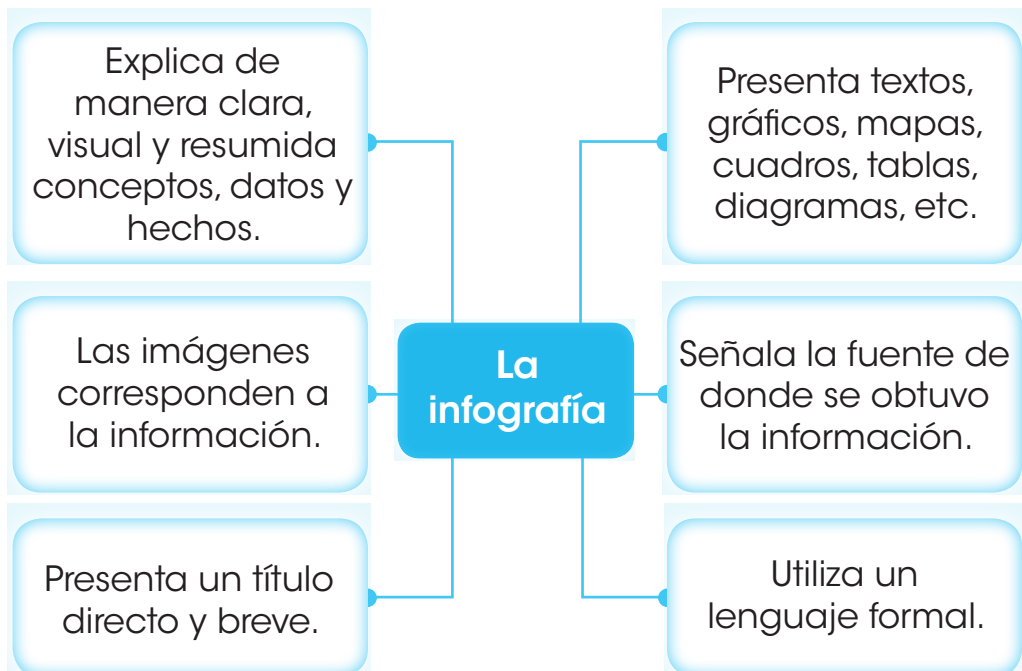 Explica de
manera clara,
visual y resumida
conceptos, datos y
hechos.
Presenta textos,
gráficos, mapas,
cuadros, tablas,
diagramas, etc.
Las imágenes
corresponden a
la información.
La
infografía
Señala la fuente de
donde se obtuvo
la información.
Presenta un título
directo y breve.
Utiliza un
lenguaje formal.